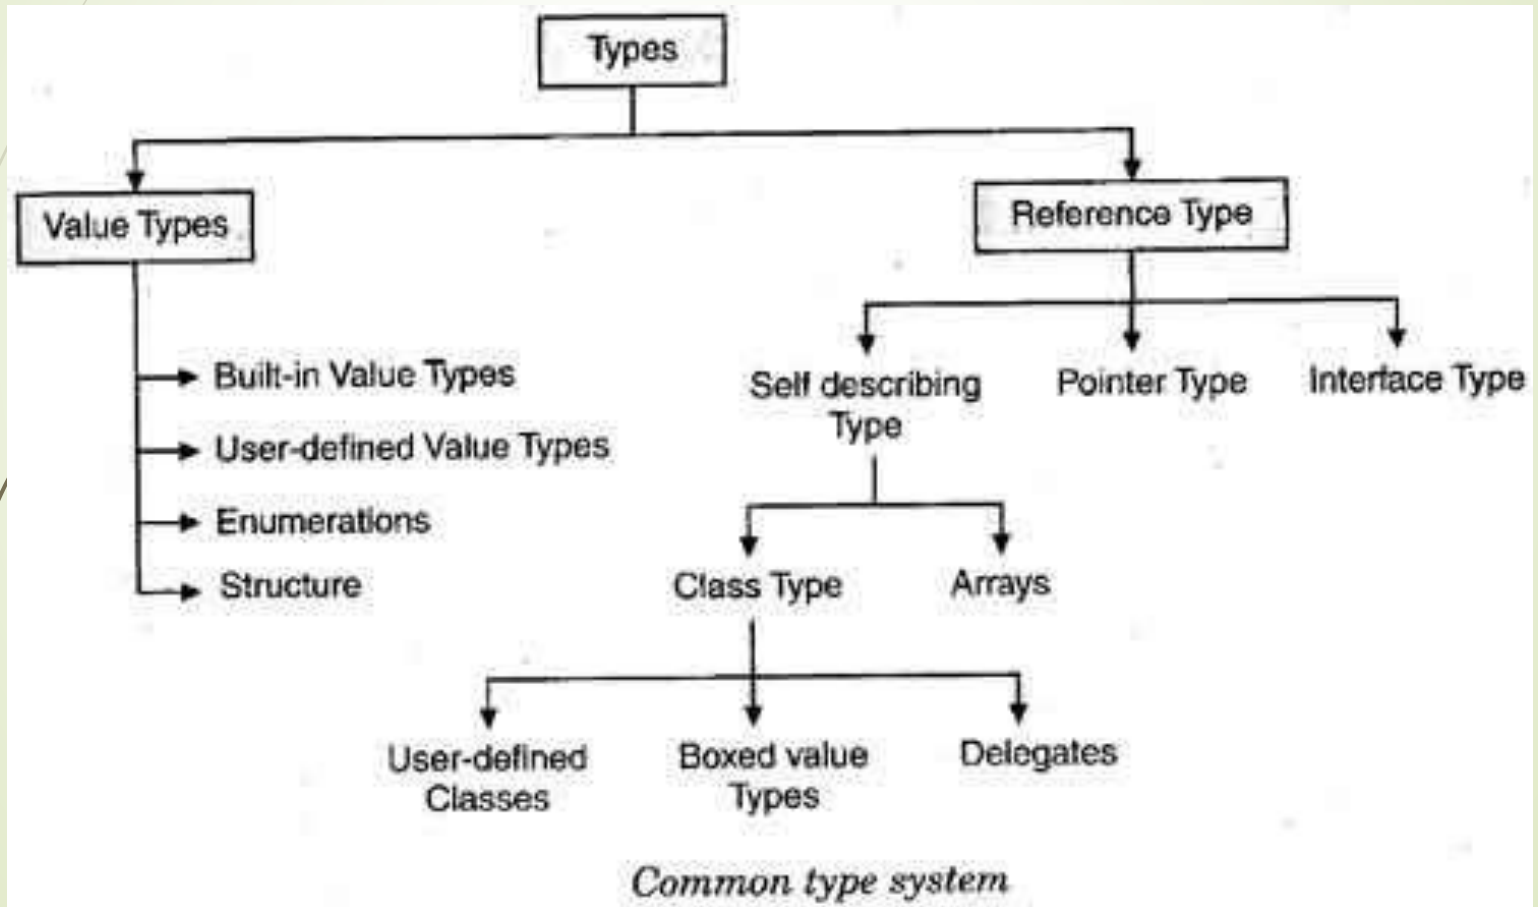 Types
Value Types
Reference Type
Built-in Value Types
User-defined Value Types
Enumerations
Structure
Self describing
Type
Pointer Type
Interface Type
Class Type
Arrays
User-defined
Classes
Boxed value
Types
Delegates
Common type system